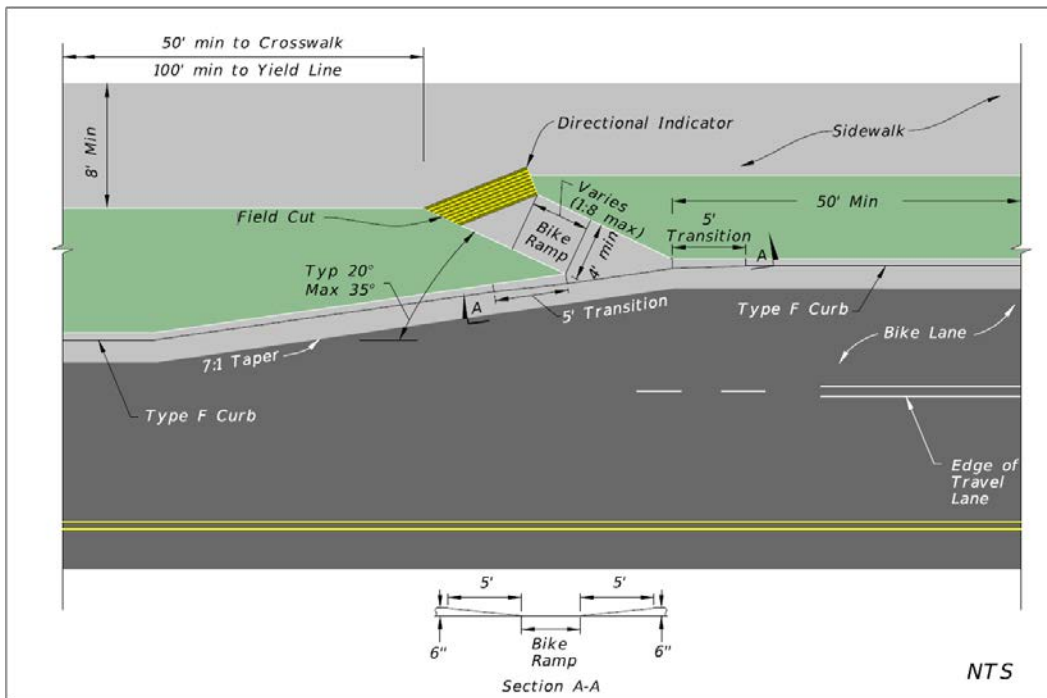 50' min to Crosswalk
100' min to Yield Line
8' Min
Directional Indicator
Sidewalk
Field Cut
Varies
(1:8 max)
Bike
Ramp
4' min
50' Min
5'
Transition
A
Typ 20°
Max 35°
A
5' Transition
Type F Curb
7:1 Taper
Bike Lane
Type F Curb
Edge of
Travel
Lane
5'
5'
6"
Bike
Ramp
6"
Section A-A
NTS